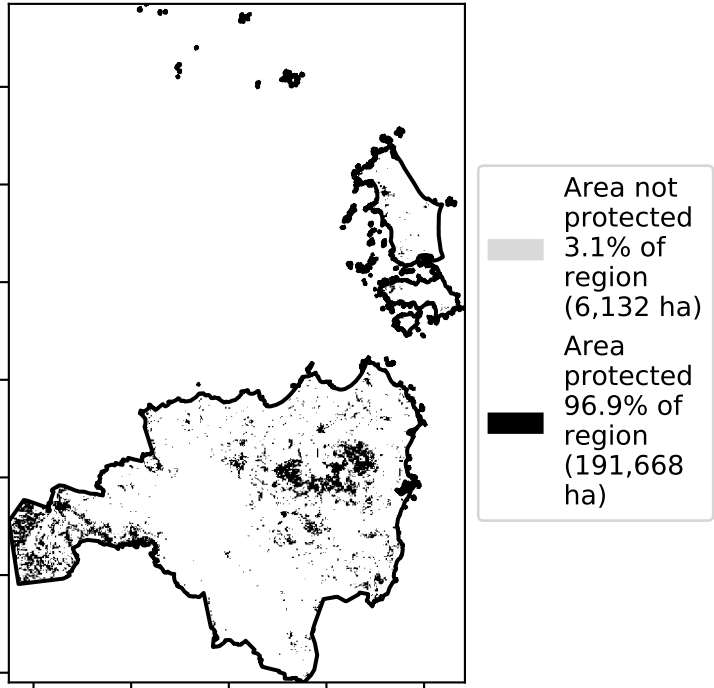 Area not
protected
3.1% of
region
(6,132 ha)
Area
protected
96.9% of
region
(191,668
ha)